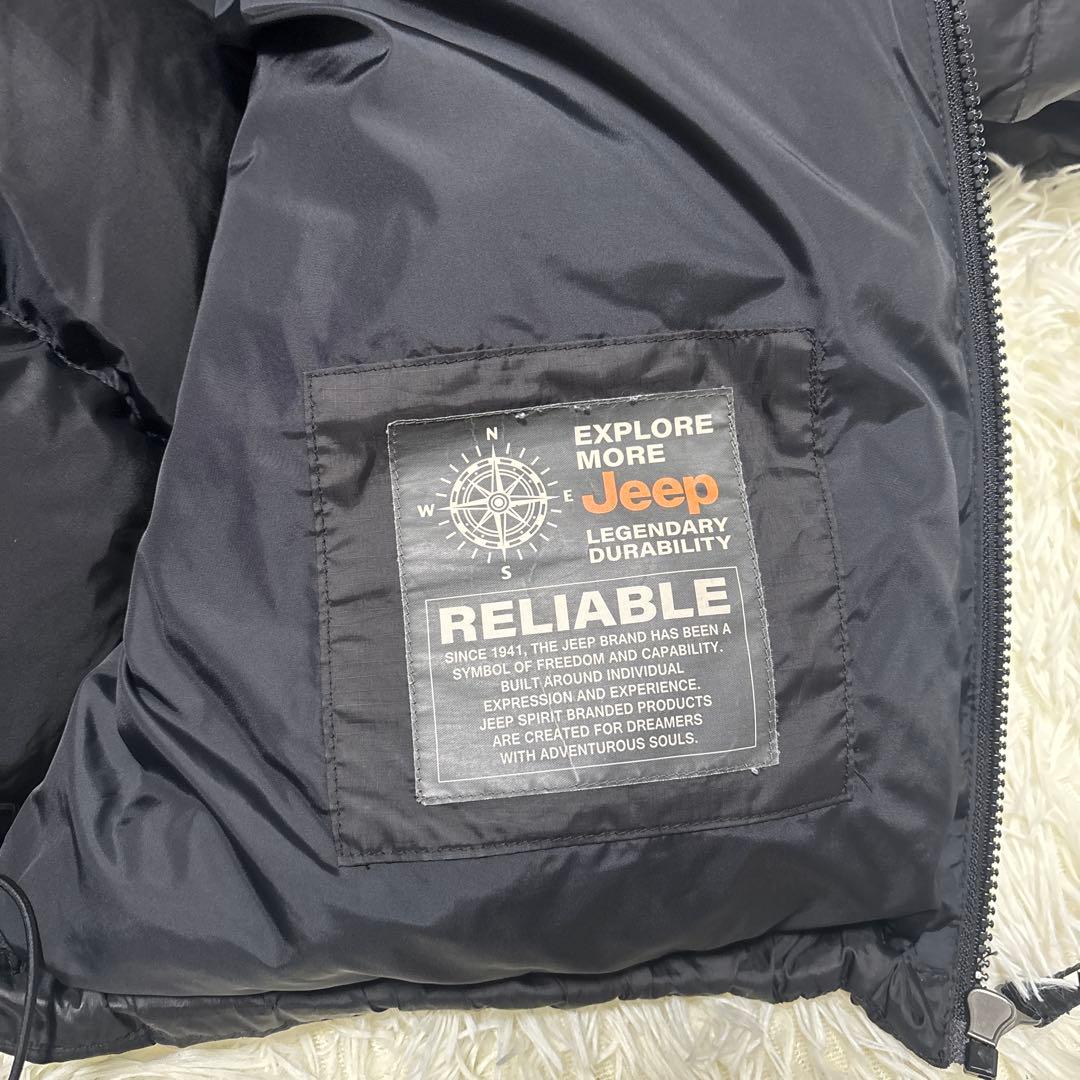 N
W
E
S
EXPLORE
MORE
Jeep
LEGENDARY
DURABILITY
RELIABLE
SINCE 1941, THE JEEP BRAND HAS BEEN A
SYMBOL OF FREEDOM AND CAPABILITY.
BUILT AROUND INDIVIDUAL
EXPRESSION AND EXPERIENCE.
JEEP SPIRIT BRANDED PRODUCTS
ARE CREATED FOR DREAMERS
WITH ADVENTUROUS SOULS.